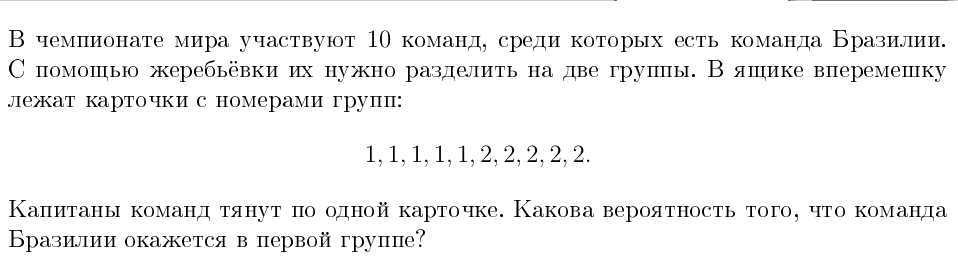 В чемпионате мира участвуют 10 команд, среди которых есть команда Бразилии.
С помощью жеребьёвки их нужно разделить на две группы. В ящике вперемешку
лежат карточки с номерами групп:
1, 1, 1, 1, 1, 2, 2, 2, 2, 2.
Капитаны команд тянут по одной карточке. Какова вероятность того, что команда
Бразилии окажется в первой группе?